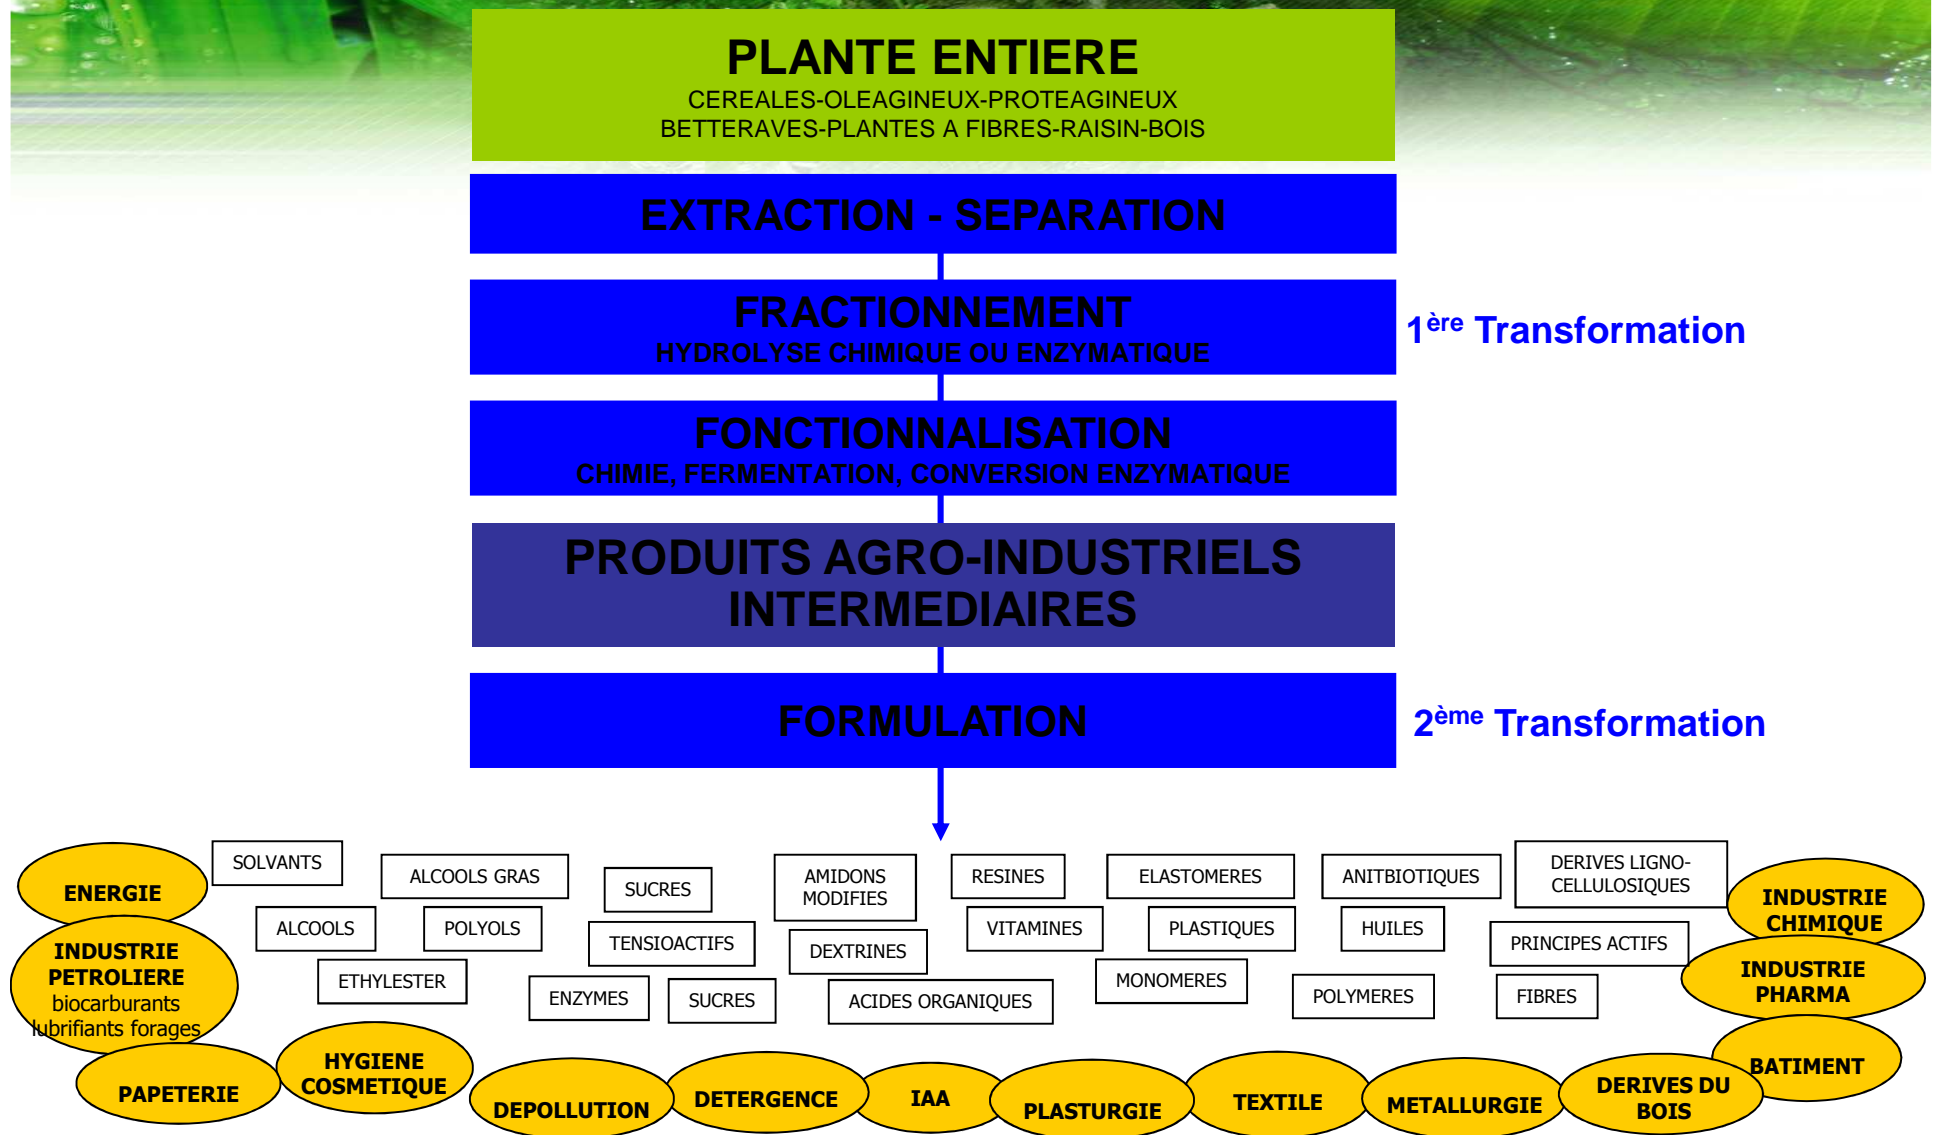 PLANTE ENTIERE
CEREALES-OLEAGINEUX-PROTEAGINEUX
BETTERAVES-PLANTES A FIBRES-RAISIN-BOIS
EXTRACTION - SEPARATION
FRACTIONNEMENT
HYDROLYSE CHIMIQUE OU ENZYMATIQUE
1ère Transformation
FONCTIONNALISATION
CHIMIE, FERMENTATION, CONVERSION ENZYMATIQUE
PRODUITS AGRO-INDUSTRIELS
INTERMEDIAIRES
FORMULATION
2ème Transformation
SOLVANTS
ALCOOLS GRAS
SUCRES
AMIDONS
MODIFIES
RESINES
ELASTOMERES
ANITBIOTIQUES
DERIVES LIGNO-
CELLULOSIQUES
ALCOOLS
POLYOLS
TENSIOACTIFS
DEXTRINES
VITAMINES
PLASTIQUES
HUILES
PRINCIPES ACTIFS
ETHYLESTER
ENZYMES
SUCRES
ACIDES ORGANIQUES
MONOMERES
POLYMERES
FIBRES
ENERGIE
INDUSTRIE
PETROLIERE
biocarburants
lubrifiants forages
PAPETERIE
HYGIENE
COSMETIQUE
DEPOLLUTION
DETERGENCE
IAA
PLASTURGIE
TEXTILE
METALLURGIE
DERIVES DU
BOIS
BATIMENT
INDUSTRIE
PHARMA
INDUSTRIE
CHIMIQUE